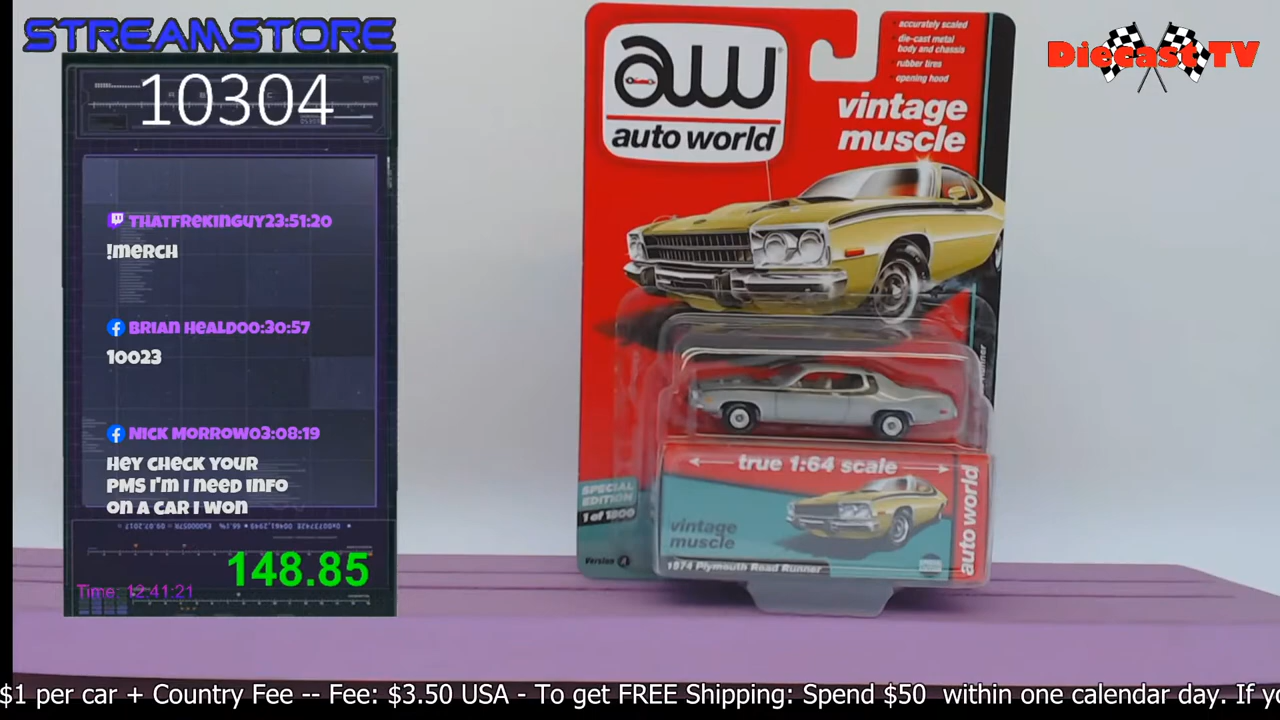 STREAMSTORE
10304
THATFREKINGUY23:51:20
!MERCH
BRIAN HEALD00:30:57
10023
NICK MORROW03:08:19
HEY CHECK YOUR
PMS I'M I NEED INFO
ON A CAR I WON
148.85
Time: 12:41:21
aw
auto world
accurately scaled
die-cast metal
body and chassis
rubber tires
opening hood
vintage
muscle
true 1:64 scale
SPECIAL
EDITION
1 of 1800
Version A
vintage
muscle
1974 Plymouth Road Runner
auto world
Diecast TV
$1 per car + Country Fee -- Fee: $3.50 USA - To get FREE Shipping: Spend $50 within one calendar day. If yo